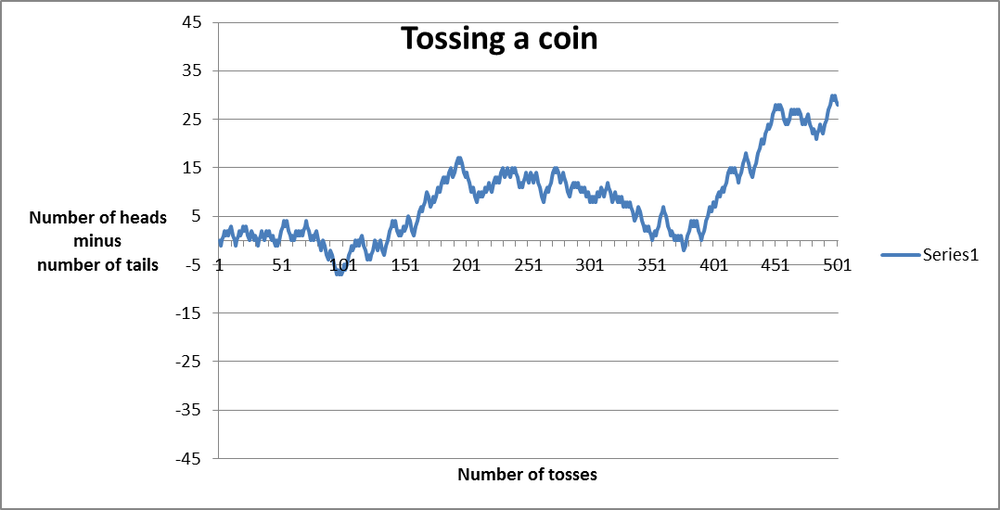 Tossing a coin
45
35
25
15
5
-5
-15
-25
-35
-45
Number of heads
minus
number of tails
1 51 101 151 201 251 301 351 401 451 501
Series1
Number of tosses